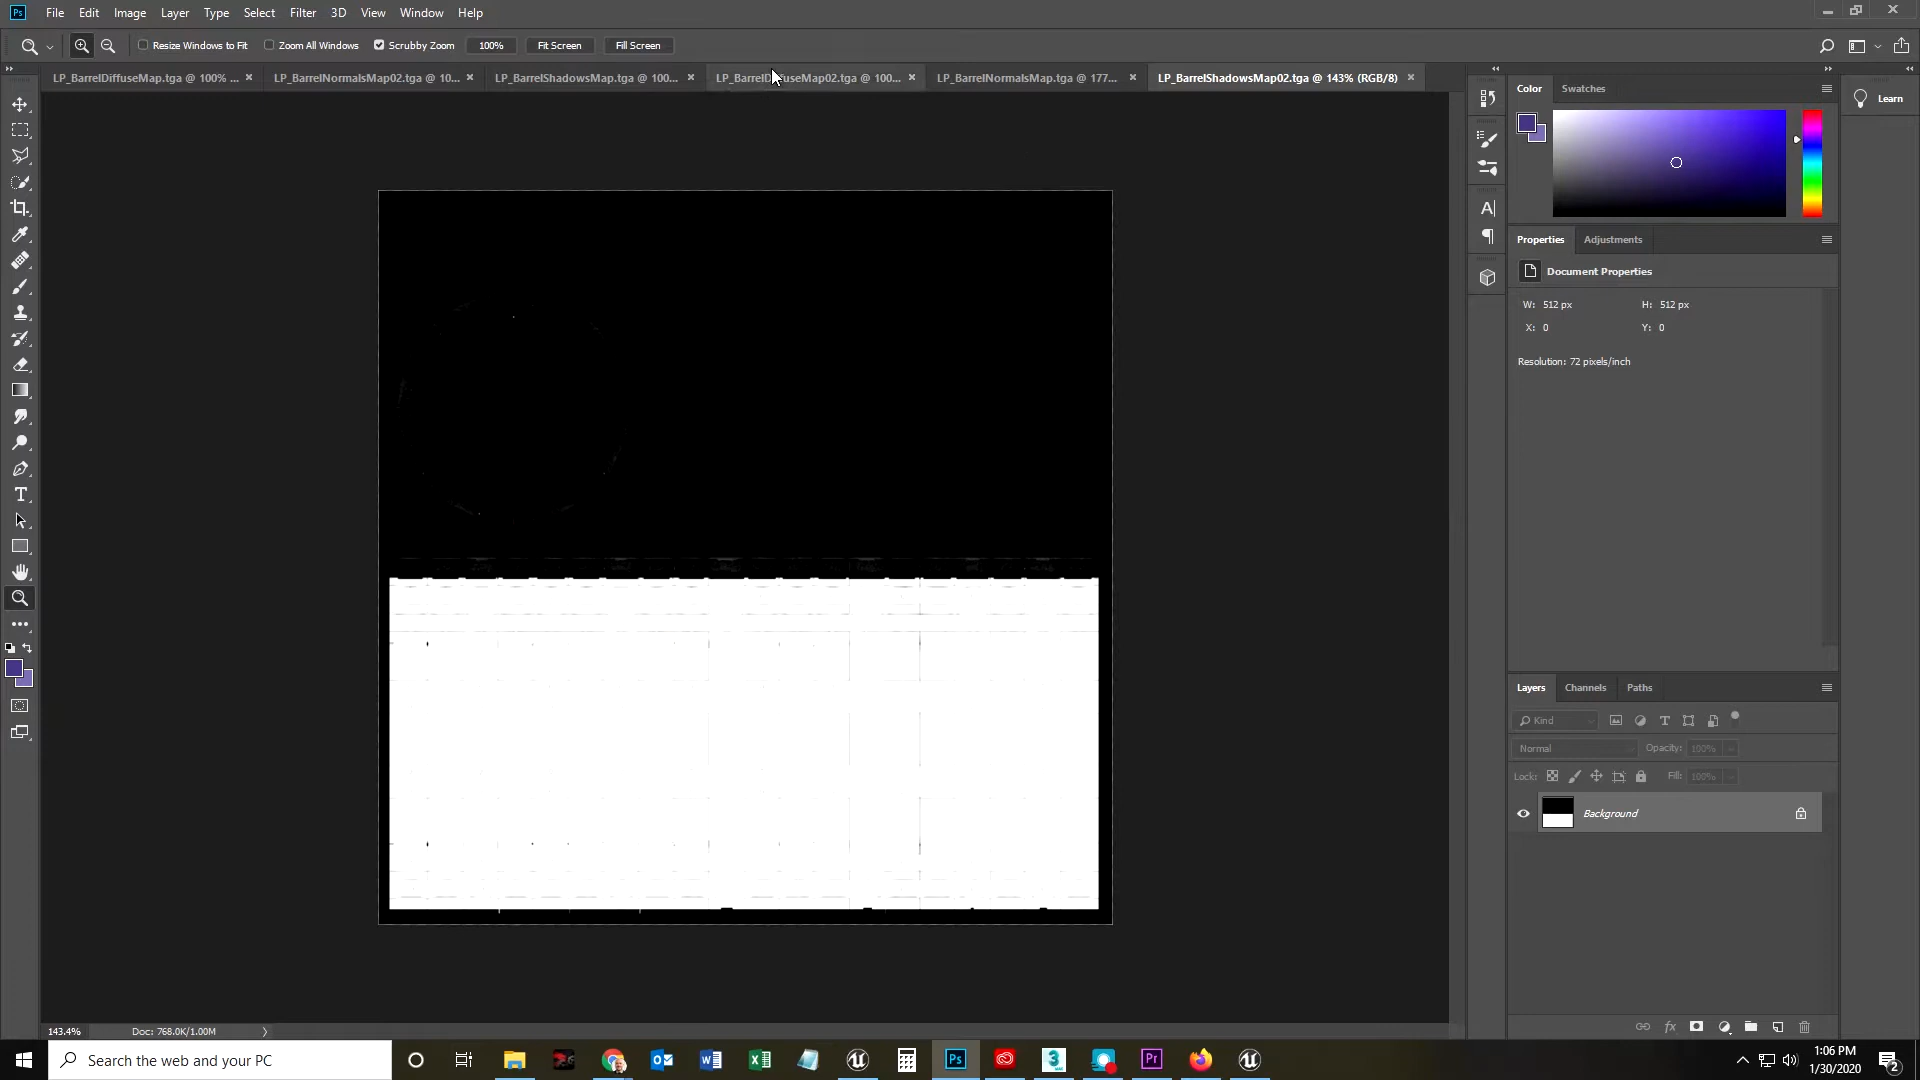 Ps File Edit Image Layer Type Select Filter 3D View Window Help
Resize Windows to Fit Zoom All Windows Scrubby Zoom 100% Fit Screen Fill Screen
LP_BarrelDiffuseMap.tga @ 100% ... × LP_BarrelNormalsMap02.tga @ 10... × LP_BarrelShadowsMap.tga @ 100... × LP_BarrelDiffuseMap02.tga @ 100... × LP_BarrelNormalsMap.tga @ 177... × LP_BarrelShadowsMap02.tga @ 143% (RGB/8) ×
Color Swatches
Learn
Properties Adjustments
Document Properties
W: 512 px H: 512 px
X: 0 Y: 0
Resolution: 72 pixels/inch
Layers Channels Paths
Kind
Normal Opacity: 100%
Lock: Fill: 100%
Background
143.4% Doc: 768.0K/1.00M
Search the web and your PC
1:06 PM
1/30/2020
2